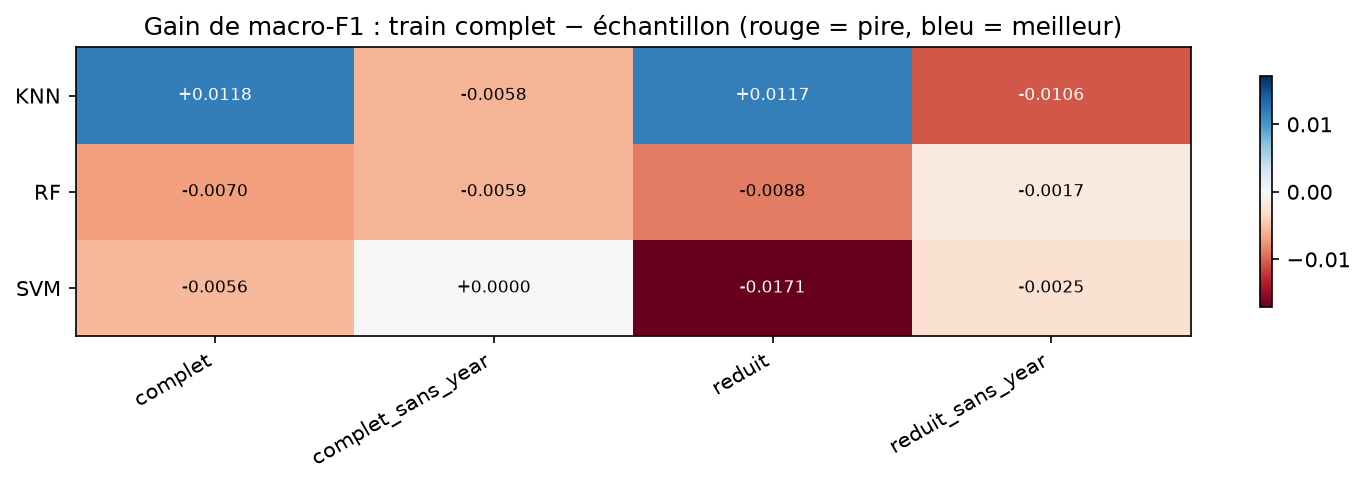 Gain de macro-F1 : train complet − échantillon (rouge = pire, bleu = meilleur)
KNN
+0.0118
-0.0058
+0.0117
-0.0106
RF
-0.0070
-0.0059
-0.0088
-0.0017
SVM
-0.0056
+0.0000
-0.0171
-0.0025
complet
complet_sans_year
reduit
reduit_sans_year
0.01
0.00
−0.01